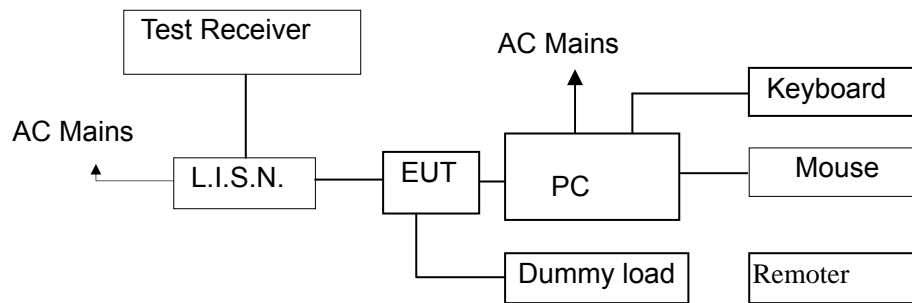 Test Receiver
AC Mains
Keyboard
AC Mains
L.I.S.N.
EUT
PC
Mouse
Dummy load
Remoter